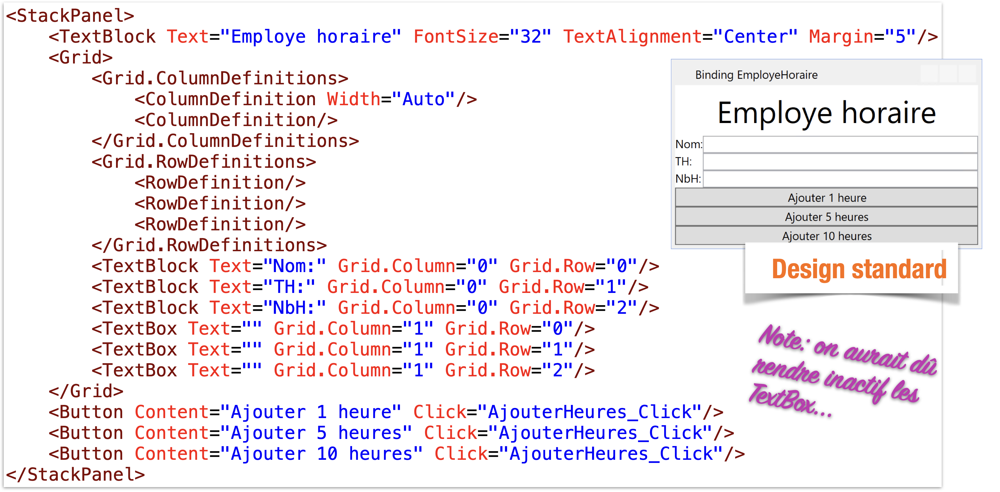 <StackPanel>
    <TextBlock Text="Employe horaire" FontSize="32" TextAlignment="Center" Margin="5"/>
    <Grid>
        <Grid.ColumnDefinitions>
            <ColumnDefinition Width="Auto"/>
            <ColumnDefinition/>
        </Grid.ColumnDefinitions>
        <Grid.RowDefinitions>
            <RowDefinition/>
            <RowDefinition/>
            <RowDefinition/>
        </Grid.RowDefinitions>
        <TextBlock Text="Nom:" Grid.Column="0" Grid.Row="0"/>
        <TextBlock Text="TH:" Grid.Column="0" Grid.Row="1"/>
        <TextBlock Text="NbH:" Grid.Column="0" Grid.Row="2"/>
        <TextBox Text="" Grid.Column="1" Grid.Row="0"/>
        <TextBox Text="" Grid.Column="1" Grid.Row="1"/>
        <TextBox Text="" Grid.Column="1" Grid.Row="2"/>
    </Grid>
    <Button Content="Ajouter 1 heure" Click="AjouterHeures_Click"/>
    <Button Content="Ajouter 5 heures" Click="AjouterHeures_Click"/>
    <Button Content="Ajouter 10 heures" Click="AjouterHeures_Click"/>
</StackPanel>
Binding EmployeHoraire
Employe horaire
Nom:
TH:
NbH:
Ajouter 1 heure
Ajouter 5 heures
Ajouter 10 heures
Design standard
Note: on aurait dû
rendre inactif les
TextBox...